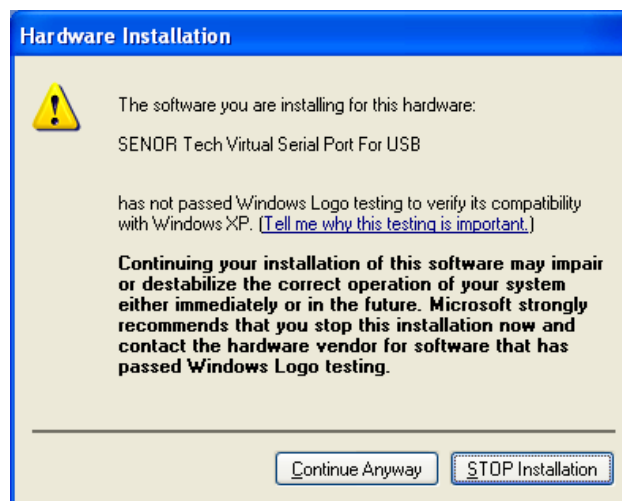 Hardware Installation
The software you are installing for this hardware:
SENOR Tech Virtual Serial Port For USB
has not passed Windows Logo testing to verify its compatibility
with Windows XP. (Tell me why this testing is important.)
Continuing your installation of this software may impair
or destabilize the correct operation of your system
either immediately or in the future. Microsoft strongly
recommends that you stop this installation now and
contact the hardware vendor for software that has
passed Windows Logo testing.
Continue Anyway
STOP Installation